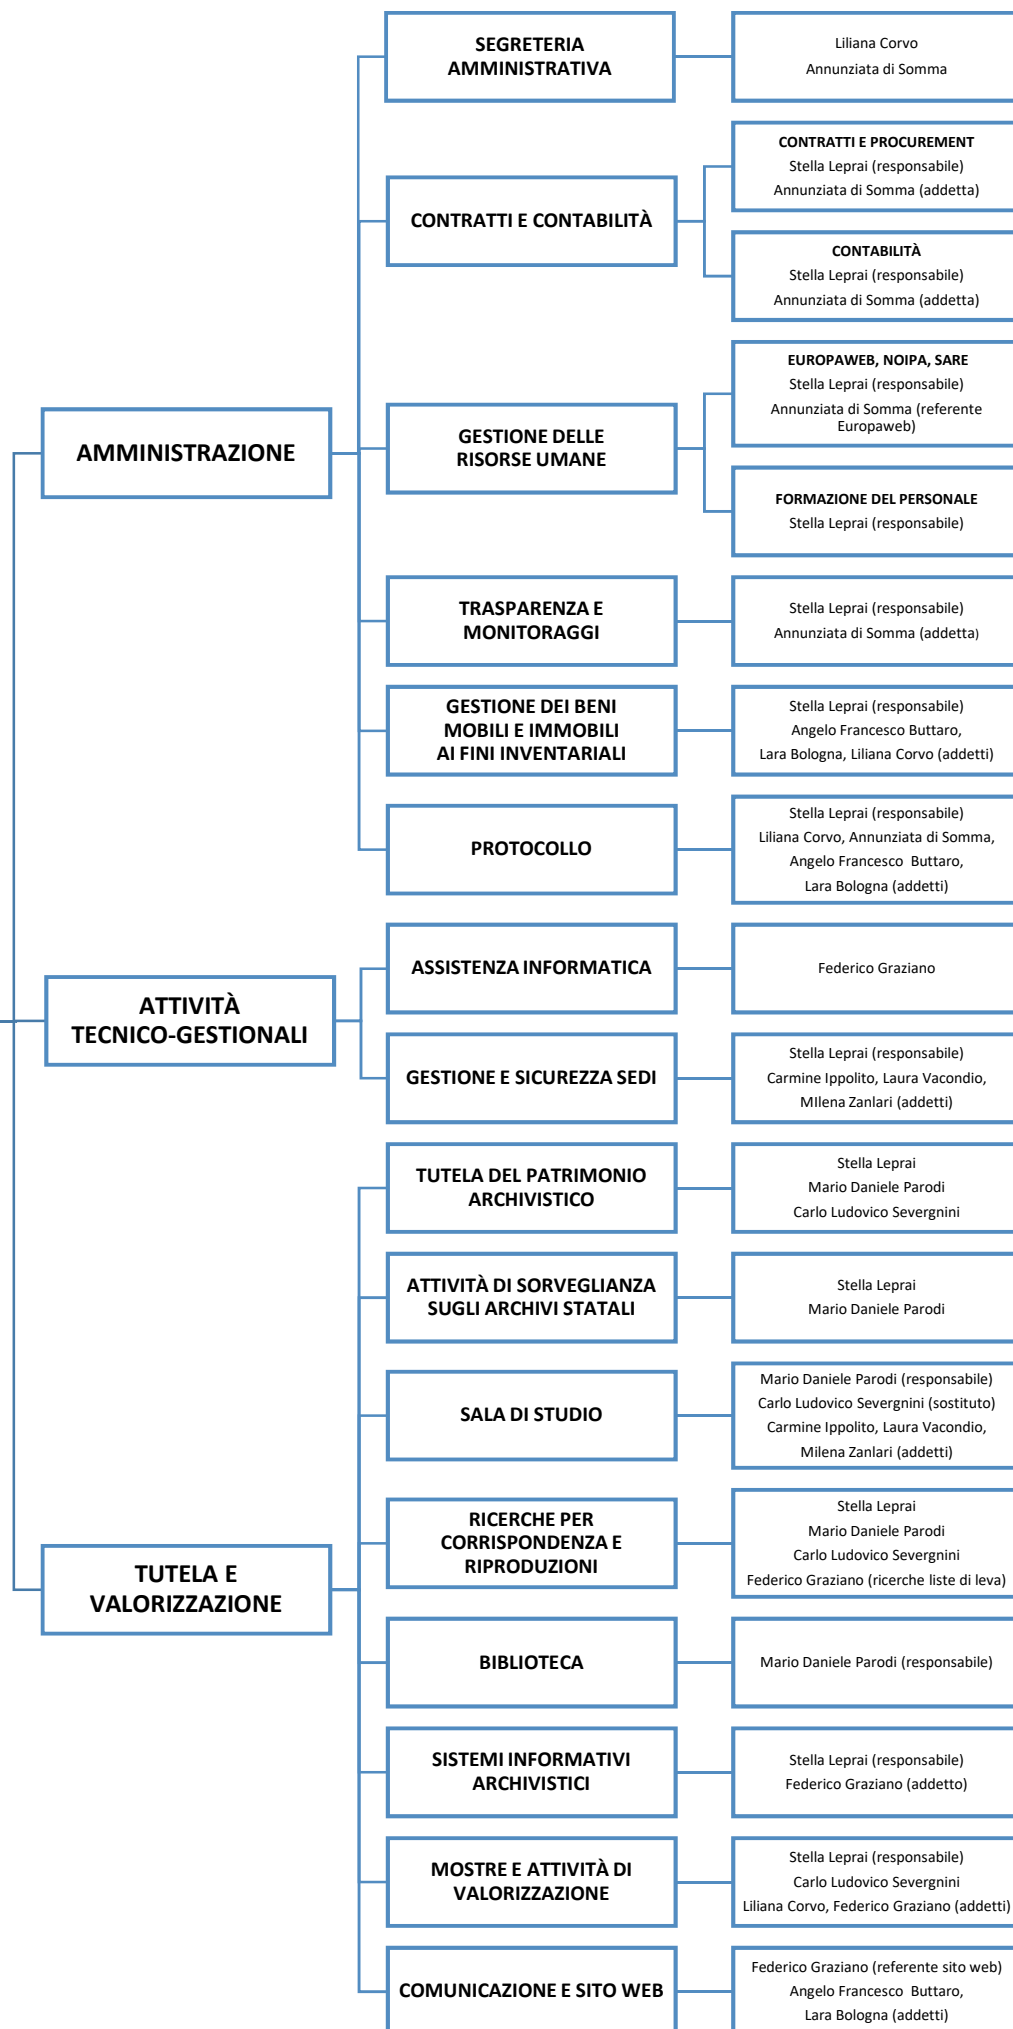 SEGRETERIA
AMMINISTRATIVA
Liliana Corvo
Annunziata di Somma
CONTRATTI E CONTABILITÀ
CONTRATTI E PROCUREMENT
Stella Leprai (responsabile)
Annunziata di Somma (addetta)
CONTABILITÀ
Stella Leprai (responsabile)
Annunziata di Somma (addetta)
AMMINISTRAZIONE
GESTIONE DELLE
RISORSE UMANE
EUROPAWEB, NOIPA, SARE
Stella Leprai (responsabile)
Annunziata di Somma (referente
Europaweb)
FORMAZIONE DEL PERSONALE
Stella Leprai (responsabile)
TRASPARENZA E
MONITORAGGI
Stella Leprai (responsabile)
Annunziata di Somma (addetta)
GESTIONE DEI BENI
MOBILI E IMMOBILI
AI FINI INVENTARIALI
Stella Leprai (responsabile)
Angelo Francesco Buttaro,
Lara Bologna, Liliana Corvo (addetti)
PROTOCOLLO
Stella Leprai (responsabile)
Liliana Corvo, Annunziata di Somma,
Angelo Francesco Buttaro,
Lara Bologna (addetti)
ATTIVITÀ
TECNICO-GESTIONALI
ASSISTENZA INFORMATICA
Federico Graziano
GESTIONE E SICUREZZA SEDI
Stella Leprai (responsabile)
Carmine Ippolito, Laura Vacondio,
MIlena Zanlari (addetti)
TUTELA E
VALORIZZAZIONE
TUTELA DEL PATRIMONIO
ARCHIVISTICO
Stella Leprai
Mario Daniele Parodi
Carlo Ludovico Severgnini
ATTIVITÀ DI SORVEGLIANZA
SUGLI ARCHIVI STATALI
Stella Leprai
Mario Daniele Parodi
SALA DI STUDIO
Mario Daniele Parodi (responsabile)
Carlo Ludovico Severgnini (sostituto)
Carmine Ippolito, Laura Vacondio,
Milena Zanlari (addetti)
RICERCHE PER
CORRISPONDENZA E
RIPRODUZIONI
Stella Leprai
Mario Daniele Parodi
Carlo Ludovico Severgnini
Federico Graziano (ricerche liste di leva)
BIBLIOTECA
Mario Daniele Parodi (responsabile)
SISTEMI INFORMATIVI
ARCHIVISTICI
Stella Leprai (responsabile)
Federico Graziano (addetto)
MOSTRE E ATTIVITÀ DI
VALORIZZAZIONE
Stella Leprai (responsabile)
Carlo Ludovico Severgnini
Liliana Corvo, Federico Graziano (addetti)
COMUNICAZIONE E SITO WEB
Federico Graziano (referente sito web)
Angelo Francesco Buttaro,
Lara Bologna (addetti)